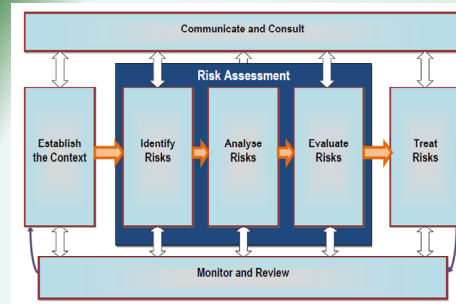 Communicate and Consult
Risk Assessment
Establish
the Context
Identify
Risks
Analyse
Risks
Evaluate
Risks
Treat
Risks
Monitor and Review